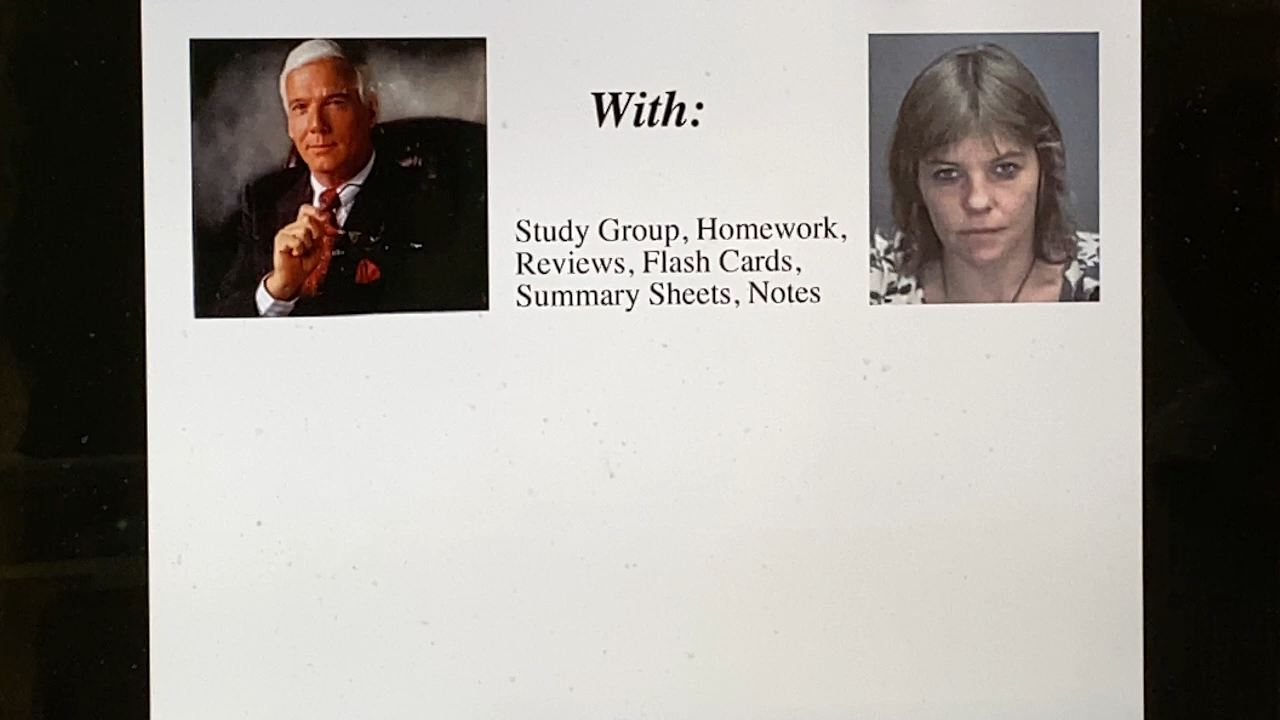 With:
Study Group, Homework,
Reviews, Flash Cards,
Summary Sheets, Notes